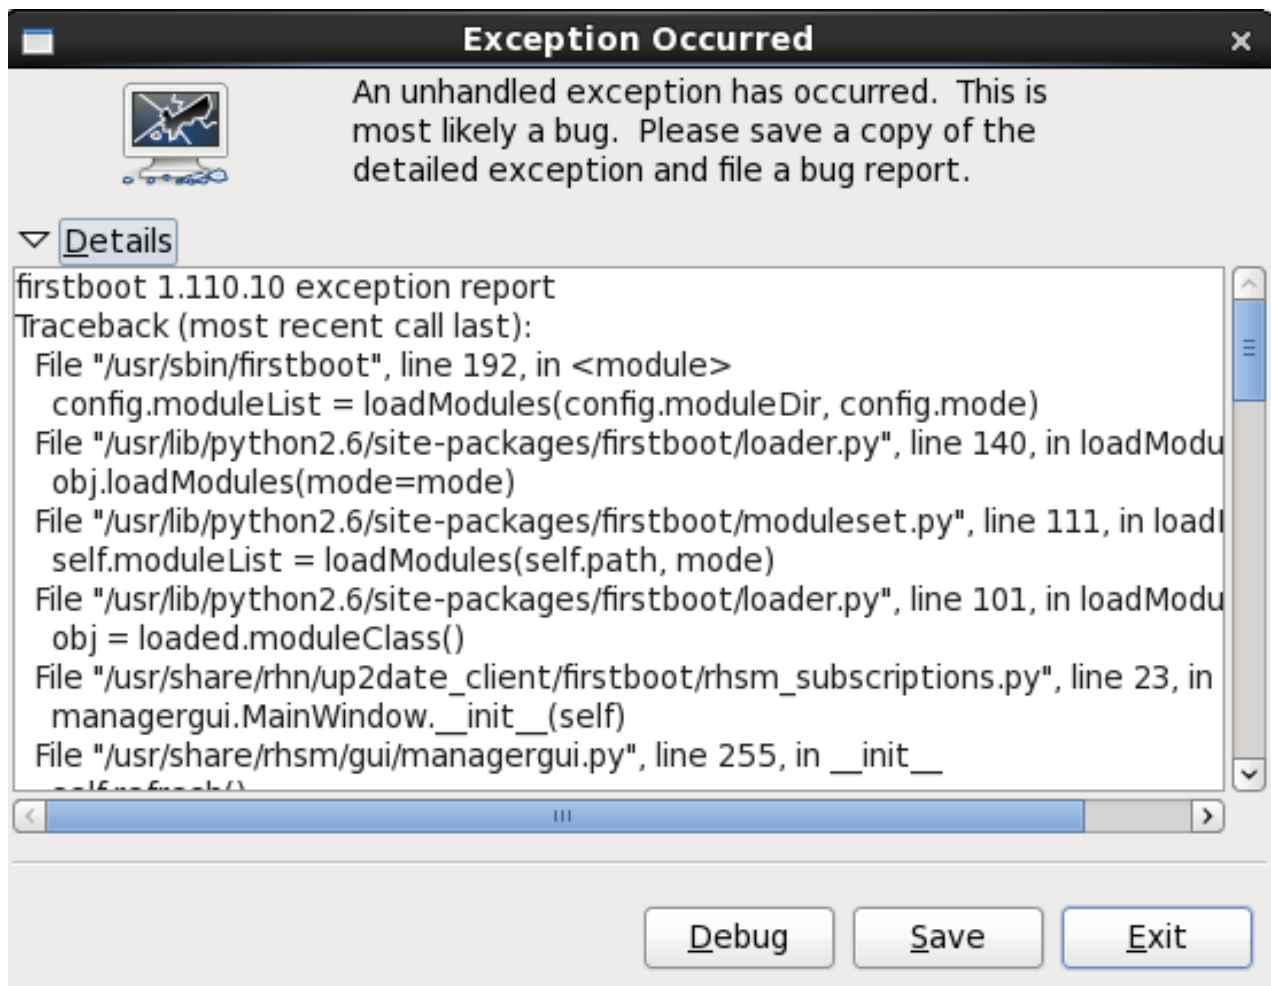 Exception Occurred
An unhandled exception has occurred.  This is
most likely a bug.  Please save a copy of the
detailed exception and file a bug report.
Details
firstboot 1.110.10 exception report
Traceback (most recent call last):
  File "/usr/sbin/firstboot", line 192, in <module>
    config.moduleList = loadModules(config.moduleDir, config.mode)
  File "/usr/lib/python2.6/site-packages/firstboot/loader.py", line 140, in loadModu
    obj.loadModules(mode=mode)
  File "/usr/lib/python2.6/site-packages/firstboot/moduleset.py", line 111, in load
    self.moduleList = loadModules(self.path, mode)
  File "/usr/lib/python2.6/site-packages/firstboot/loader.py", line 101, in loadModu
    obj = loaded.moduleClass()
  File "/usr/share/rhn/up2date_client/firstboot/rhsm_subscriptions.py", line 23, in
    managergui.MainWindow.__init__(self)
  File "/usr/share/rhsm/gui/managergui.py", line 255, in __init__
    self.refresh()
Debug
Save
Exit